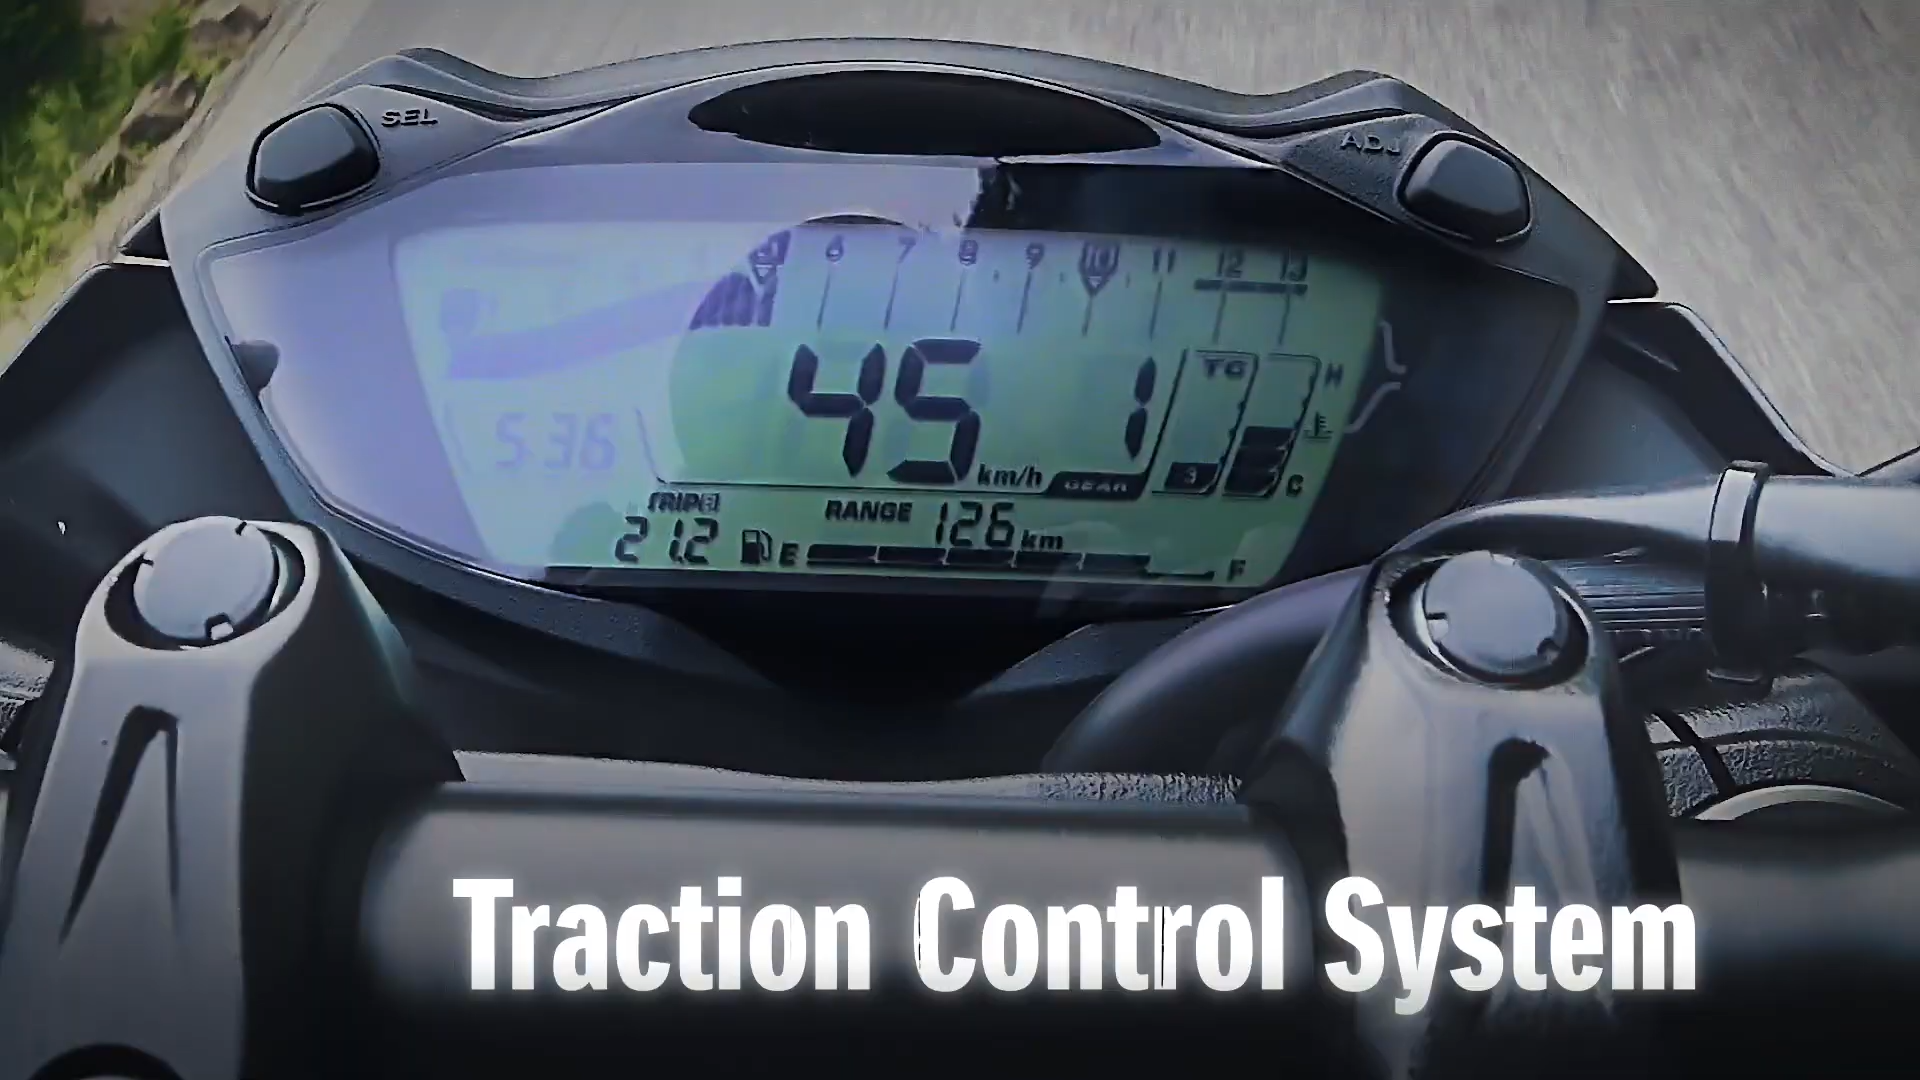 SEL
ADJ
6 7 8 9 10 11 12 13
45 km/h 1 GEAR
TC
3
H
C
5:36
TRIP
21.2
E
RANGE 126 km
F
Traction Control System